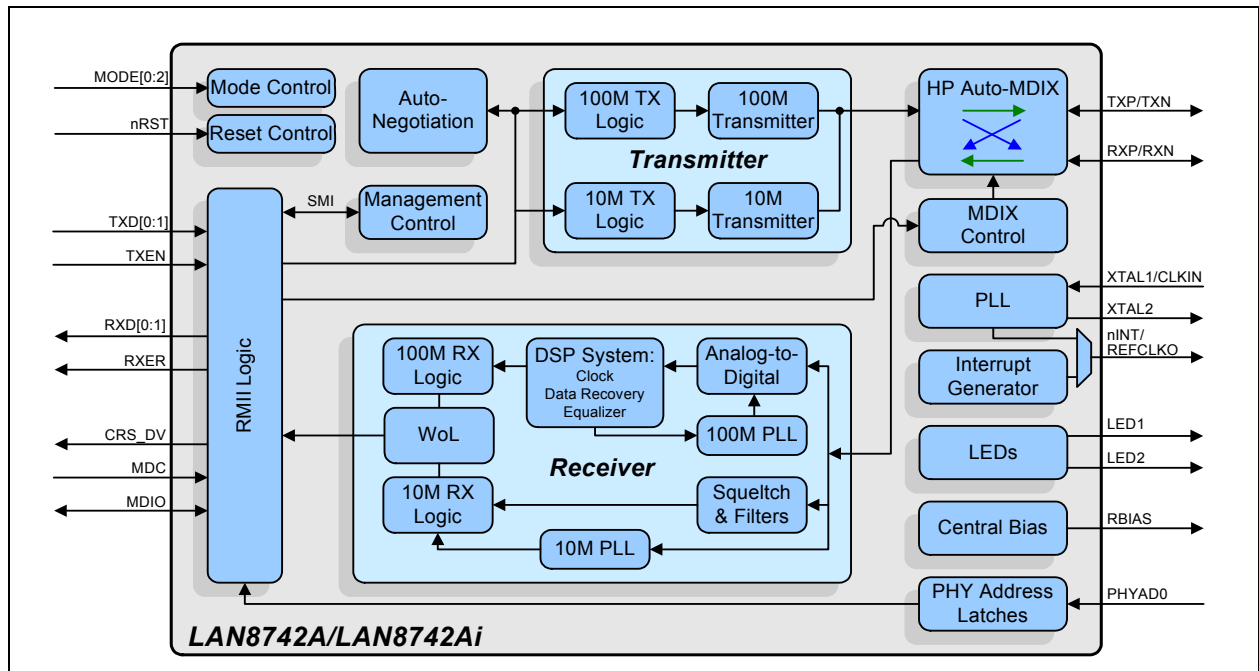 MODE[0:2]
nRST
TXD[0:1]
TXEN
RXD[0:1]
RXER
CRS_DV
MDC
MDIO
Mode Control
Reset Control
RMII Logic
Auto-
Negotiation
SMI
Management
Control
100M TX
Logic
100M
Transmitter
Transmitter
10M TX
Logic
10M
Transmitter
HP Auto-MDIX
MDIX
Control
TXP/TXN
RXP/RXN
PLL
XTAL1/CLKIN
XTAL2
nINT/
REFCLKO
Interrupt
Generator
100M RX
Logic
DSP System:
Clock
Data Recovery
Equalizer
Analog-to-
Digital
100M PLL
WoL
Receiver
10M RX
Logic
Squeltch
& Filters
10M PLL
LEDs
LED1
LED2
Central Bias
RBIAS
PHY Address
Latches
PHYAD0
LAN8742A/LAN8742Ai